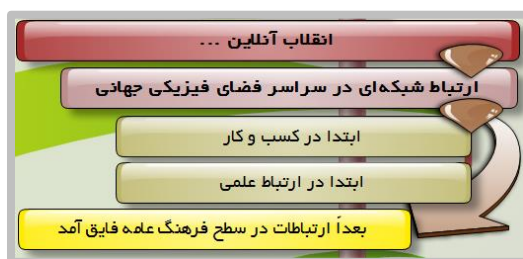 انقلاب آنلاین ...
ارتباط شبکه‌ای در سراسر فضای فیزیکی جهانی
ابتدا در کسب و کار
ابتدا در ارتباط علمی
بعداً ارتباطات در سطح فرهنگ عامه فایق آمد